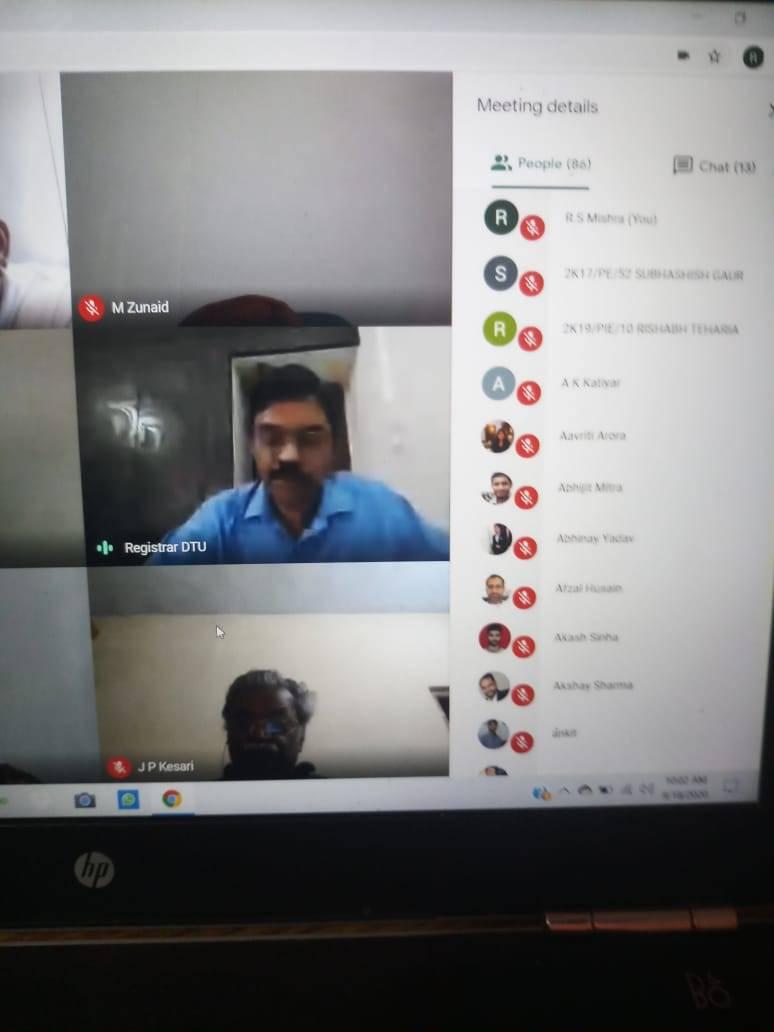 R
Meeting details
People (86)
Chat (13)
R
R.S Mishra (You)
S
2K17/PE/52 SUBHASHISH GAUR
R
2K19/PIE/10 RISHABH TEHARIA
A
A K Katiyar
Aavriti Arora
Abhijit Mitra
Abhinay Yadav
Afzal Husain
Akash Sinha
Akshay Sharma
ankit
M Zunaid
Registrar DTU
J P Kesari
10:02 AM
hp
B&O